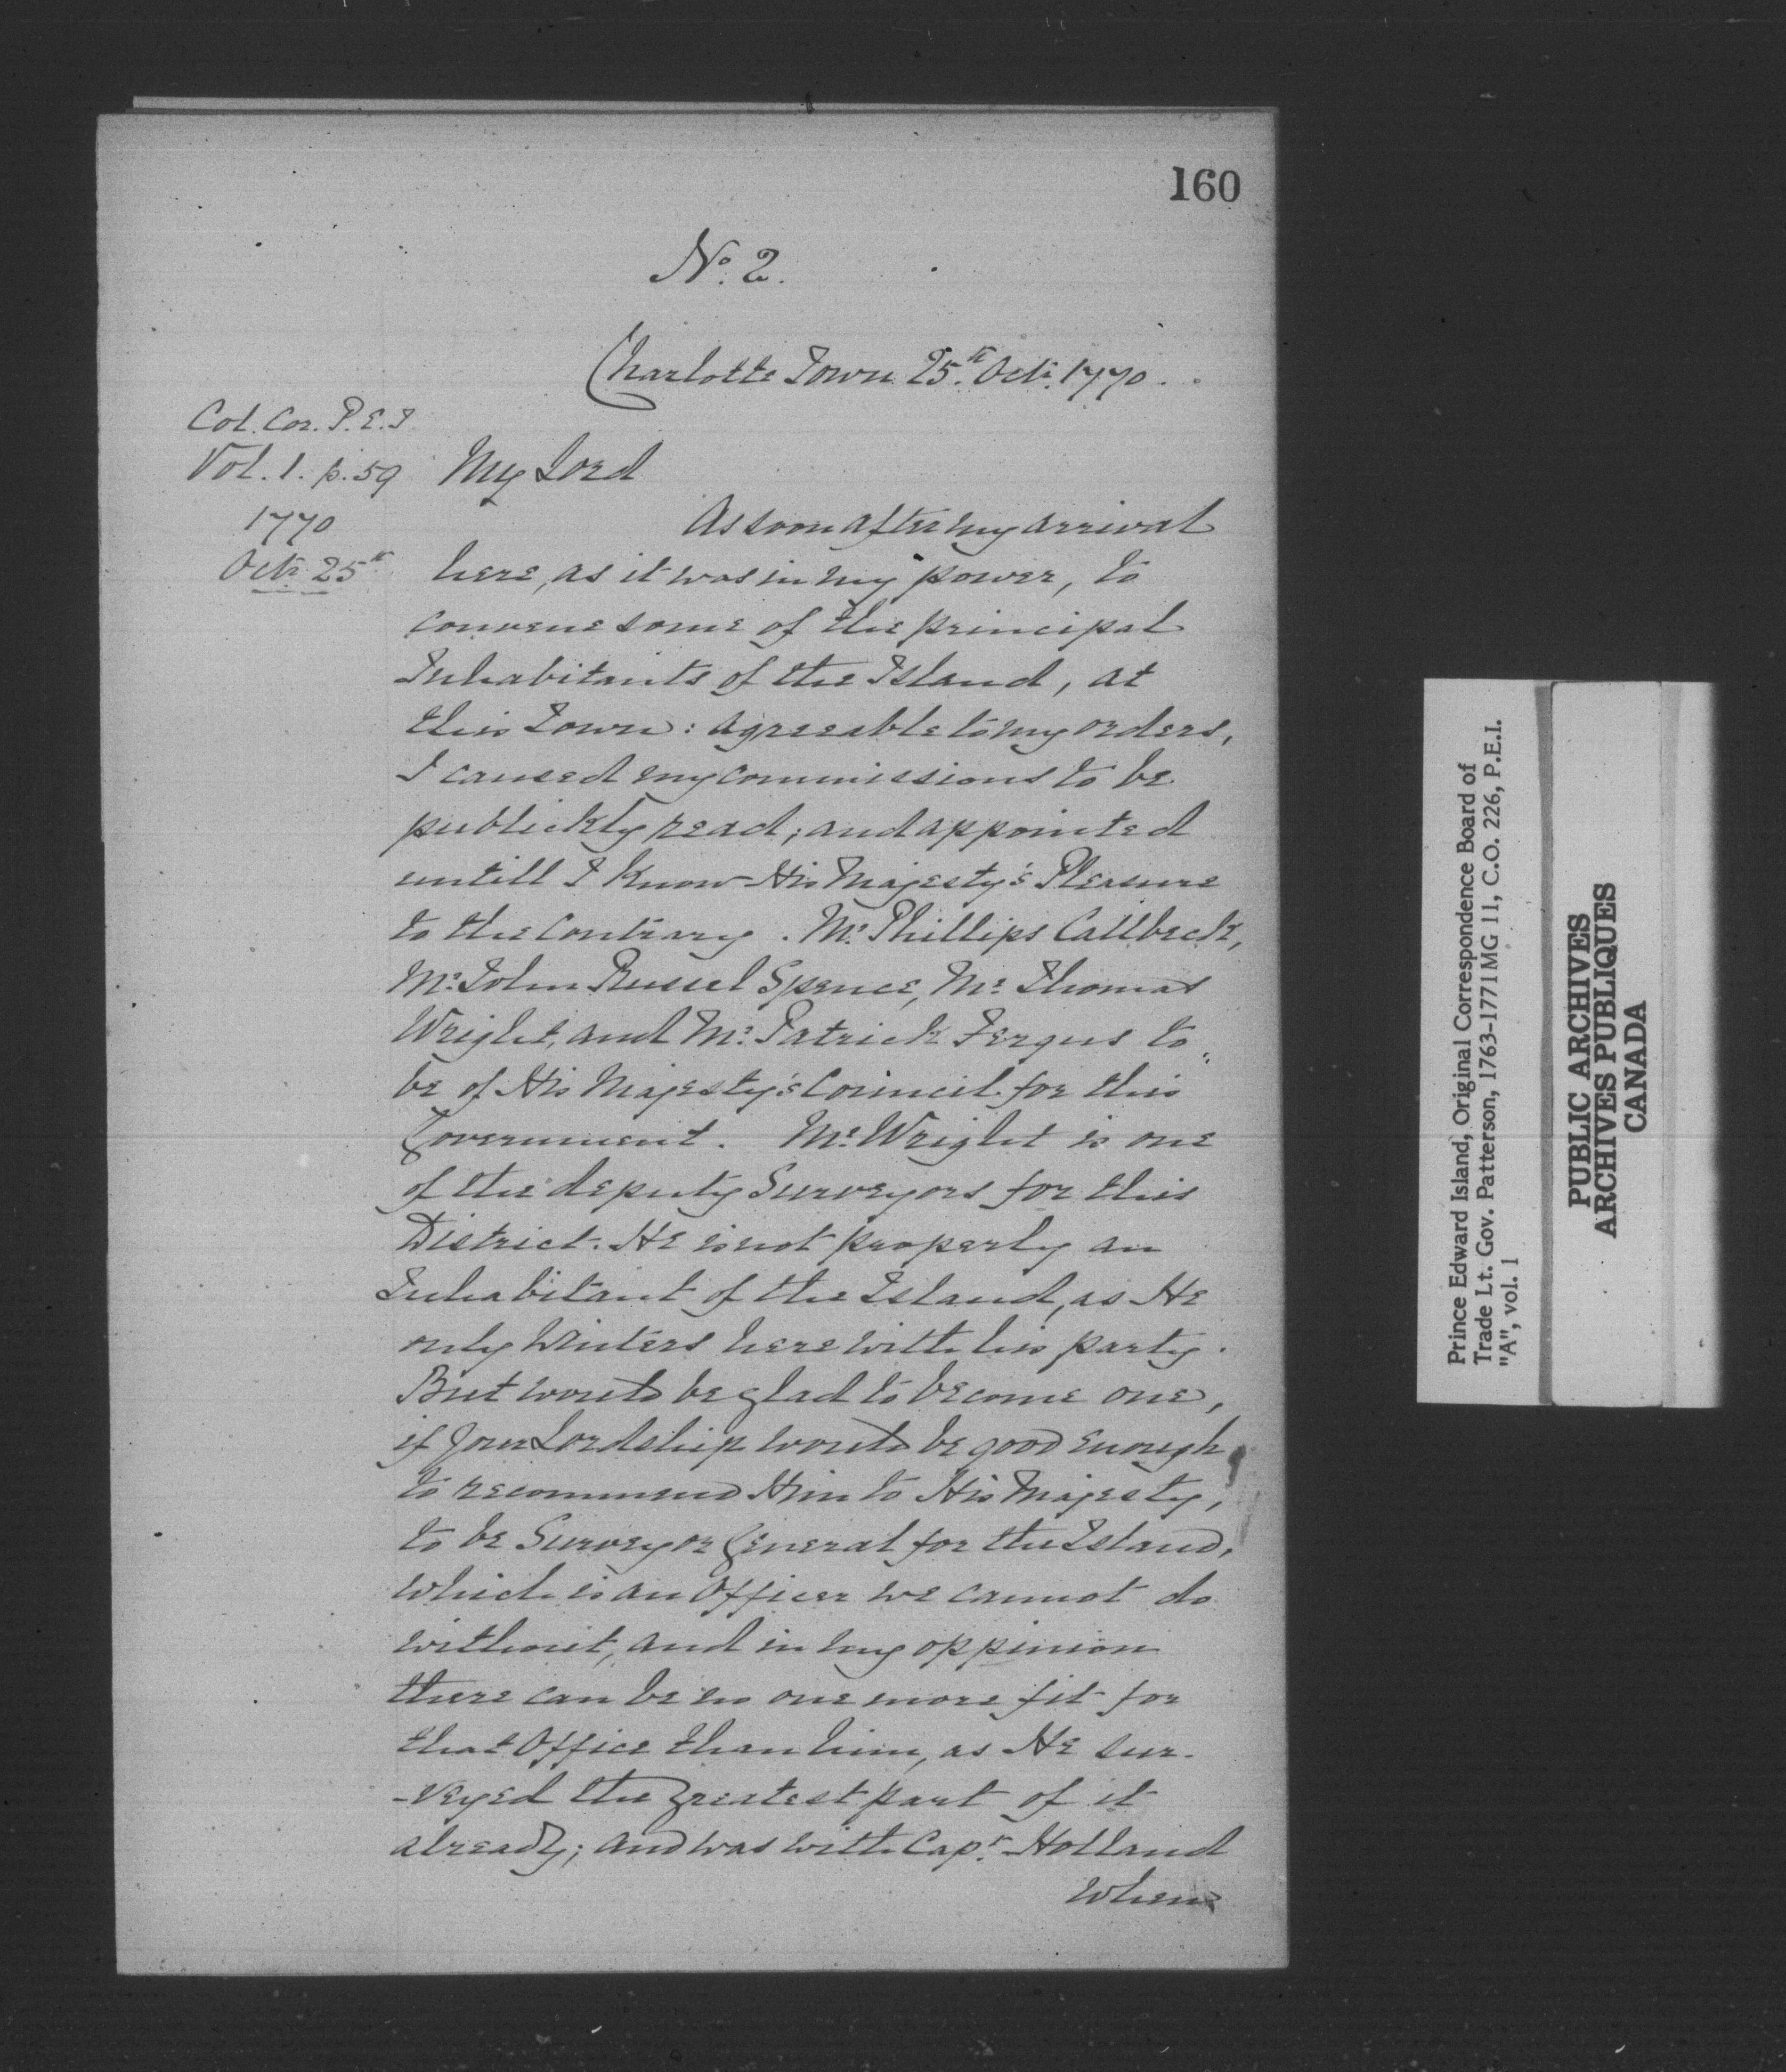 160
No. 2.
Charlotte Town 25th Octr. 1770.
Col. Cor. P.E.I
Vol. 1. p. 59
1770
Octr. 25th
My Lord
As soon after my arrival
here, as it was in my power, to
convene some of the principal
Inhabitants of the Island, at
this Town: agreeable to my orders,
I caused my commissions to be
publickly read; and appointed
untill I know His Majesty's Pleasure
to the Contrary. Mr. Phillips Callbeck,
Mr. John Russel Spence, Mr. Thomas
Wright, and Mr. Patrick Fergus to
be of His Majesty's Council for this
Government. Mr. Wright is one
of the deputy Surveyors for this
District. He is not properly an
Inhabitant of the Island, as He
only Winters here with his party.
But would be glad to become one,
if your Lordship would be good enough
to recommend Him to His Majesty,
to be Surveyor General for the Island,
which is an Officer we cannot do
without, and in my oppinion
there can be no one more fit for
that Office than him, as He sur-
-veyed the greatest part of it
already; and was with Capt. Holland
When
Prince Edward Island, Original Correspondence Board of
Trade Lt. Gov. Patterson, 1763-1771 MG 11, C.O. 226, P.E.I.
"A", vol. 1
PUBLIC ARCHIVES
ARCHIVES PUBLIQUES
CANADA